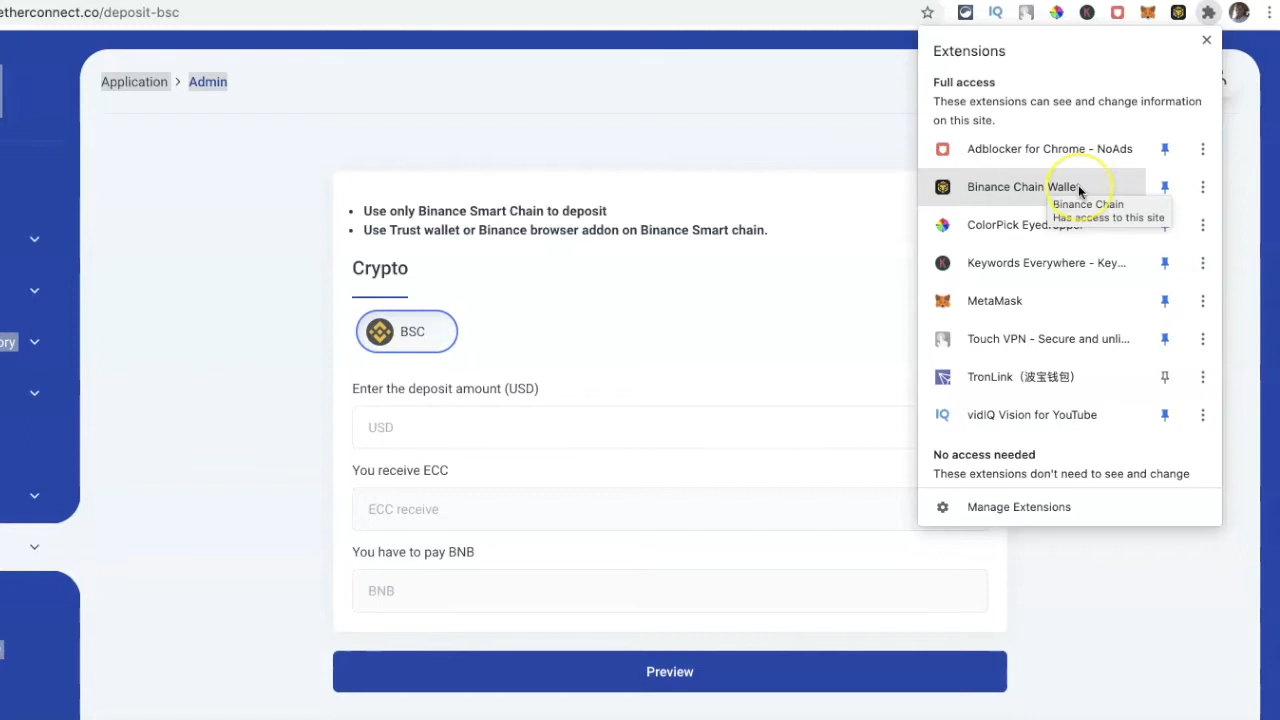 etherconnect.co/deposit-bsc
IQ
Application > Admin
Extensions
Full access
These extensions can see and change information
on this site.
Adblocker for Chrome - NoAds
Binance Chain Wallet
Binance Chain
Has access to this site
ColorPick Eyedropper
Keywords Everywhere - Key...
MetaMask
Touch VPN - Secure and unli...
TronLink（波宝钱包）
IQ
vidIQ Vision for YouTube
No access needed
These extensions don't need to see and change
Manage Extensions
• Use only Binance Smart Chain to deposit
• Use Trust wallet or Binance browser addon on Binance Smart chain.
Crypto
BSC
ory
Enter the deposit amount (USD)
USD
You receive ECC
ECC receive
You have to pay BNB
BNB
Preview